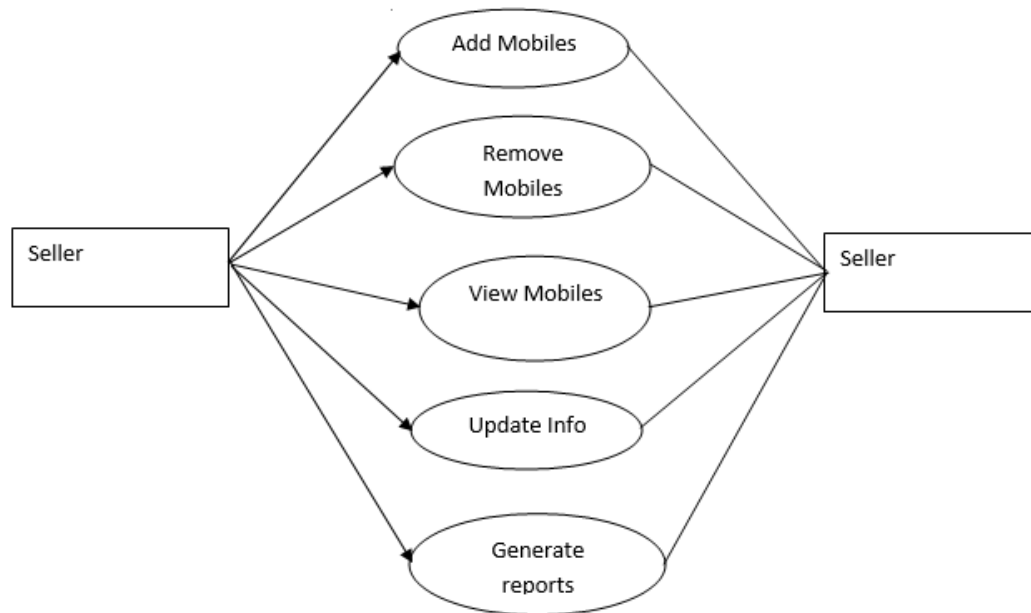 Add Mobiles
Remove
Mobiles
Seller
Seller
View Mobiles
Update Info
Generate
reports